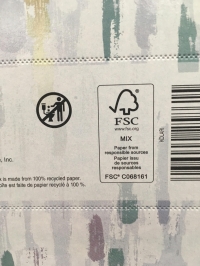 FSC
www.fsc.org
MIX
Paper from
responsible sources
Papier issu
de sources
responsables
FSC® C068161
, Inc.
is made from 100% recycled paper.
oîte est faite de papier recyclé à 100 %.